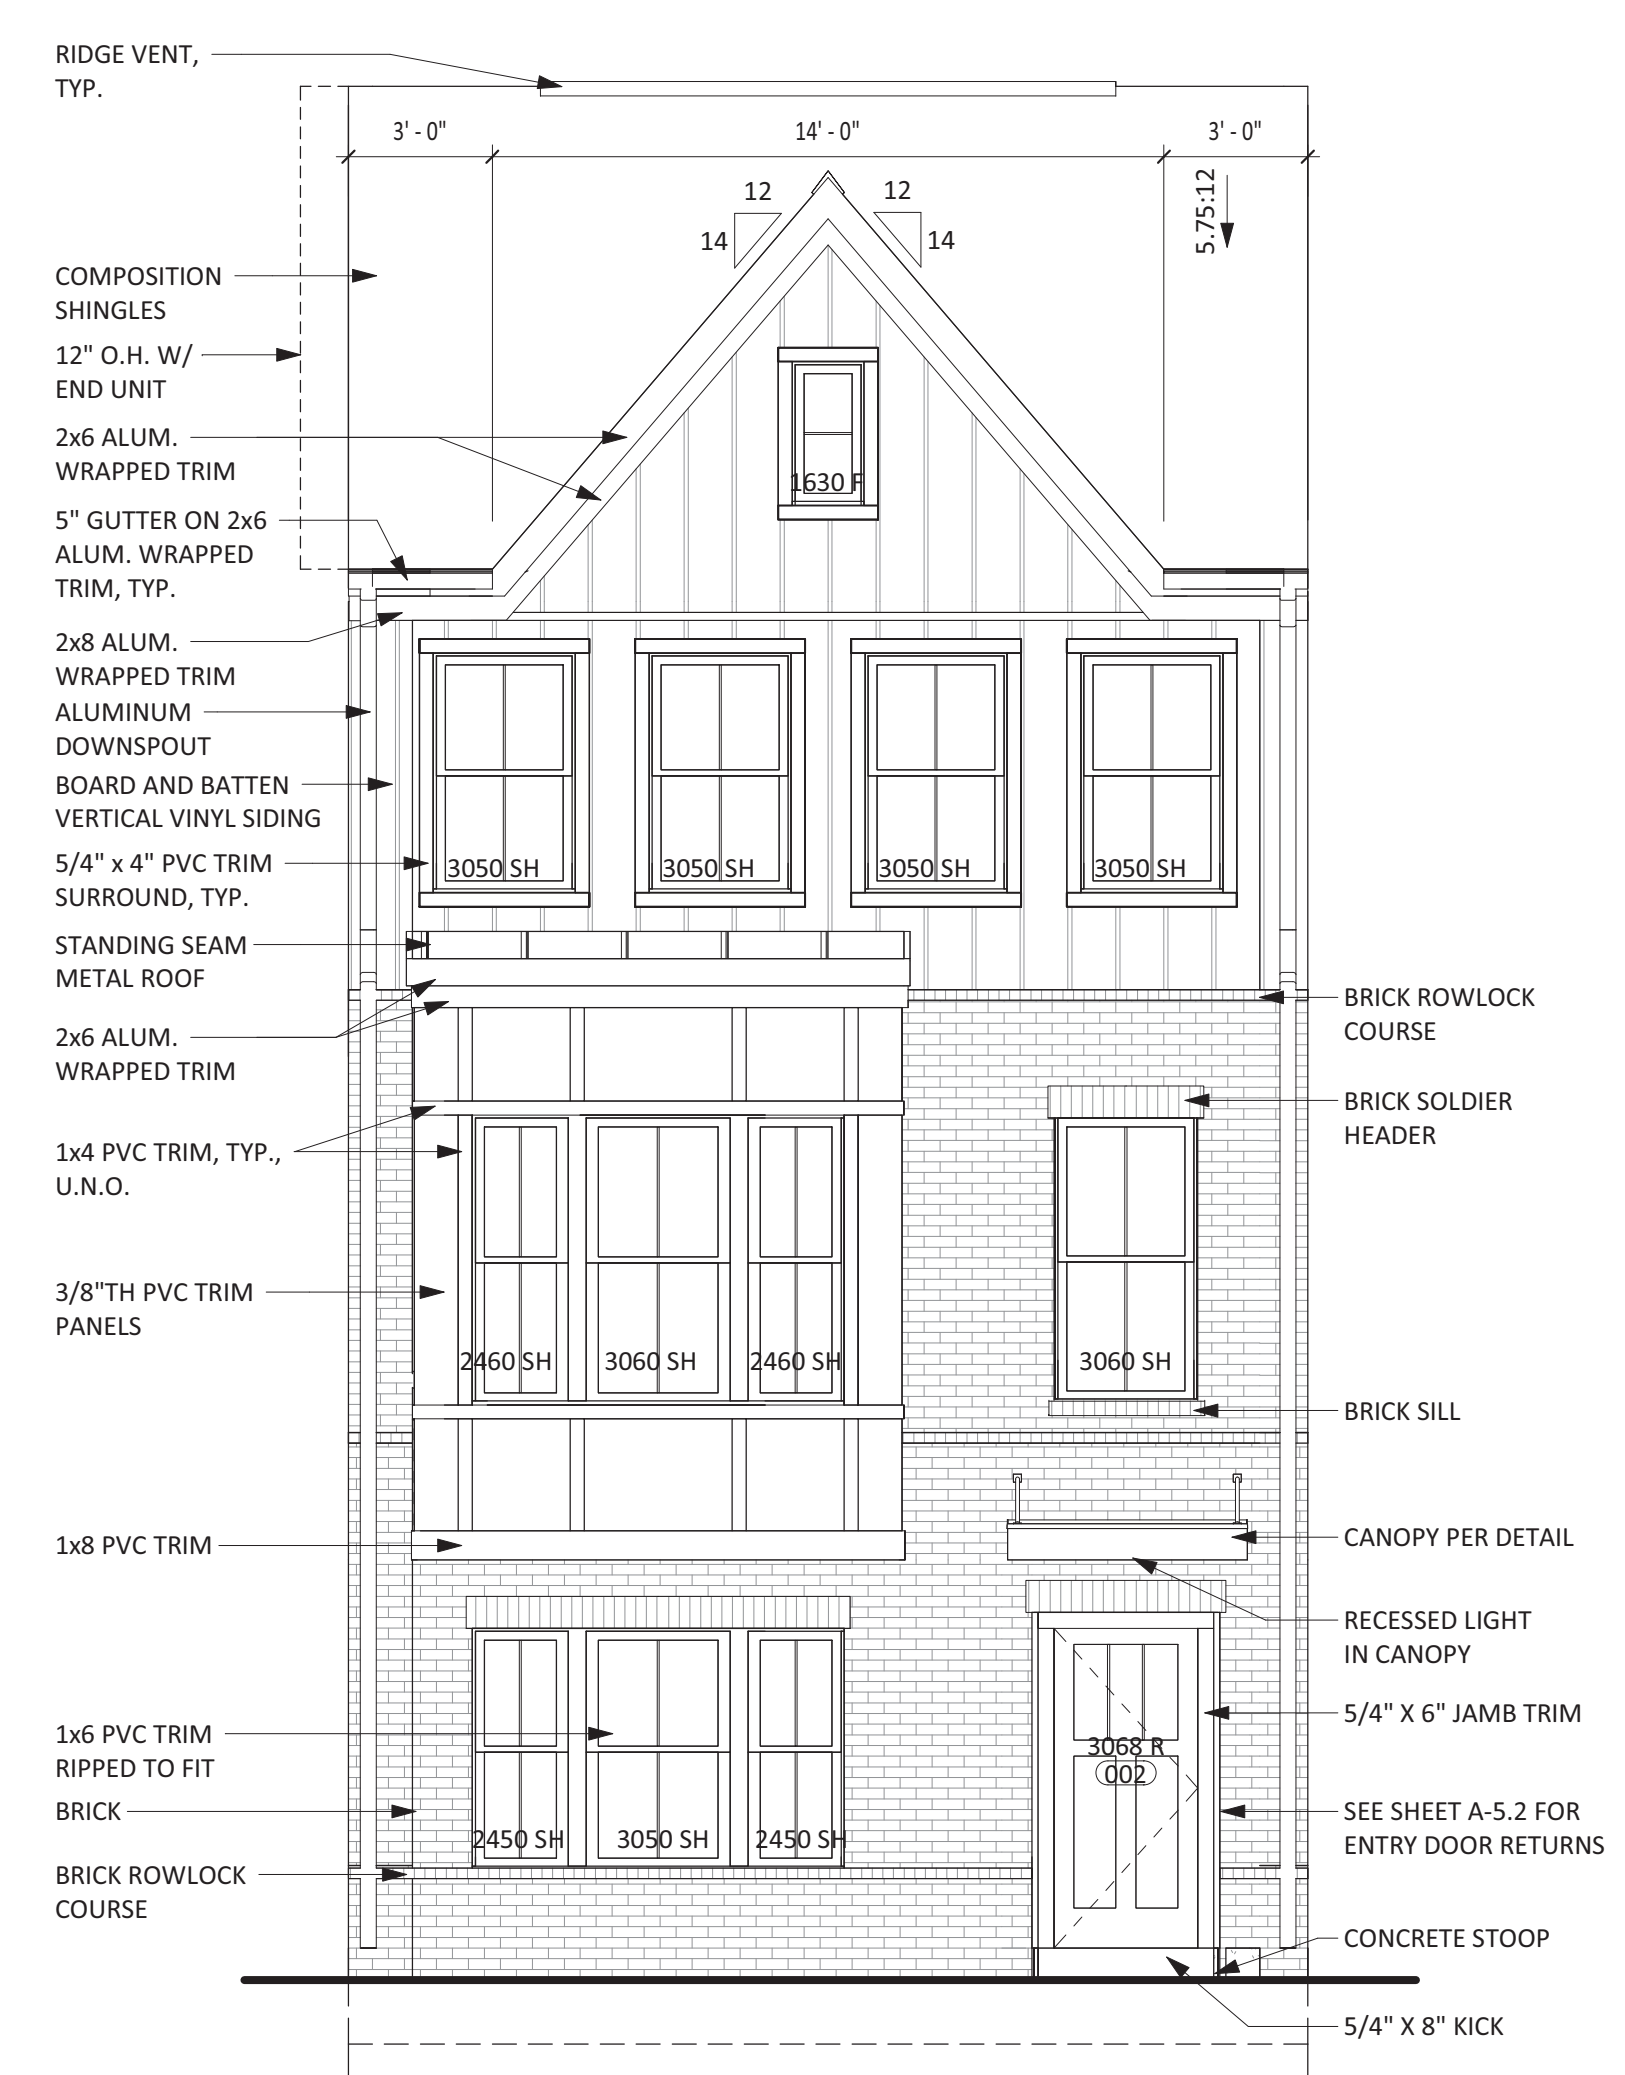 RIDGE VENT,
TYP.
3' - 0"
14' - 0"
3' - 0"
12
14
12
14
5.75:12
COMPOSITION
SHINGLES
12" O.H. W/
END UNIT
2x6 ALUM.
WRAPPED TRIM
1630 F
5" GUTTER ON 2x6
ALUM. WRAPPED
TRIM, TYP.
2x8 ALUM.
WRAPPED TRIM
ALUMINUM
DOWNSPOUT
BOARD AND BATTEN
VERTICAL VINYL SIDING
5/4" x 4" PVC TRIM
SURROUND, TYP.
3050 SH
3050 SH
3050 SH
3050 SH
STANDING SEAM
METAL ROOF
2x6 ALUM.
WRAPPED TRIM
BRICK ROWLOCK
COURSE
BRICK SOLDIER
HEADER
1x4 PVC TRIM, TYP.,
U.N.O.
3/8"TH PVC TRIM
PANELS
2460 SH
3060 SH
2460 SH
3060 SH
BRICK SILL
1x8 PVC TRIM
CANOPY PER DETAIL
RECESSED LIGHT
IN CANOPY
5/4" X 6" JAMB TRIM
1x6 PVC TRIM
RIPPED TO FIT
3068 R
002
BRICK
2450 SH
3050 SH
2450 SH
SEE SHEET A-5.2 FOR
ENTRY DOOR RETURNS
BRICK ROWLOCK
COURSE
CONCRETE STOOP
5/4" X 8" KICK